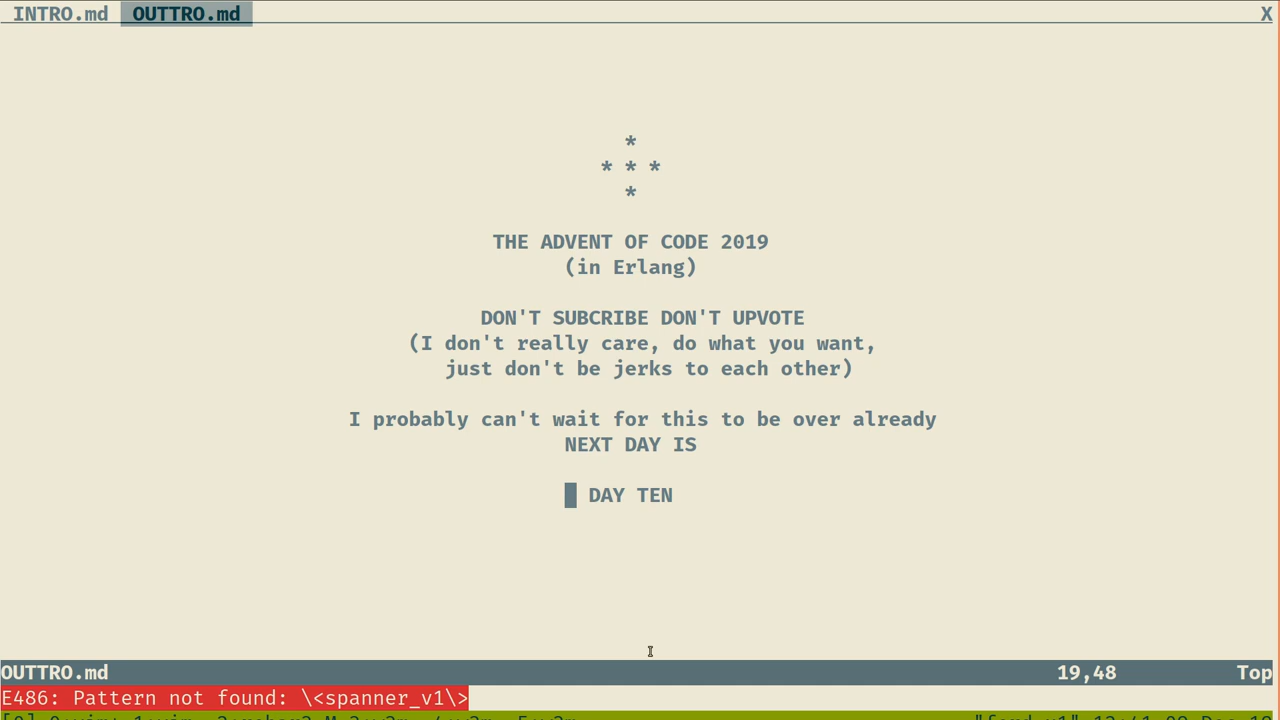 INTRO.md OUTTRO.md X
*
* * *
*
THE ADVENT OF CODE 2019
(in Erlang)
DON'T SUBCRIBE DON'T UPVOTE
(I don't really care, do what you want,
just don't be jerks to each other)
I probably can't wait for this to be over already
NEXT DAY IS
DAY TEN
OUTTRO.md 19,48 Top
E486: Pattern not found: \<spanner_v1\>